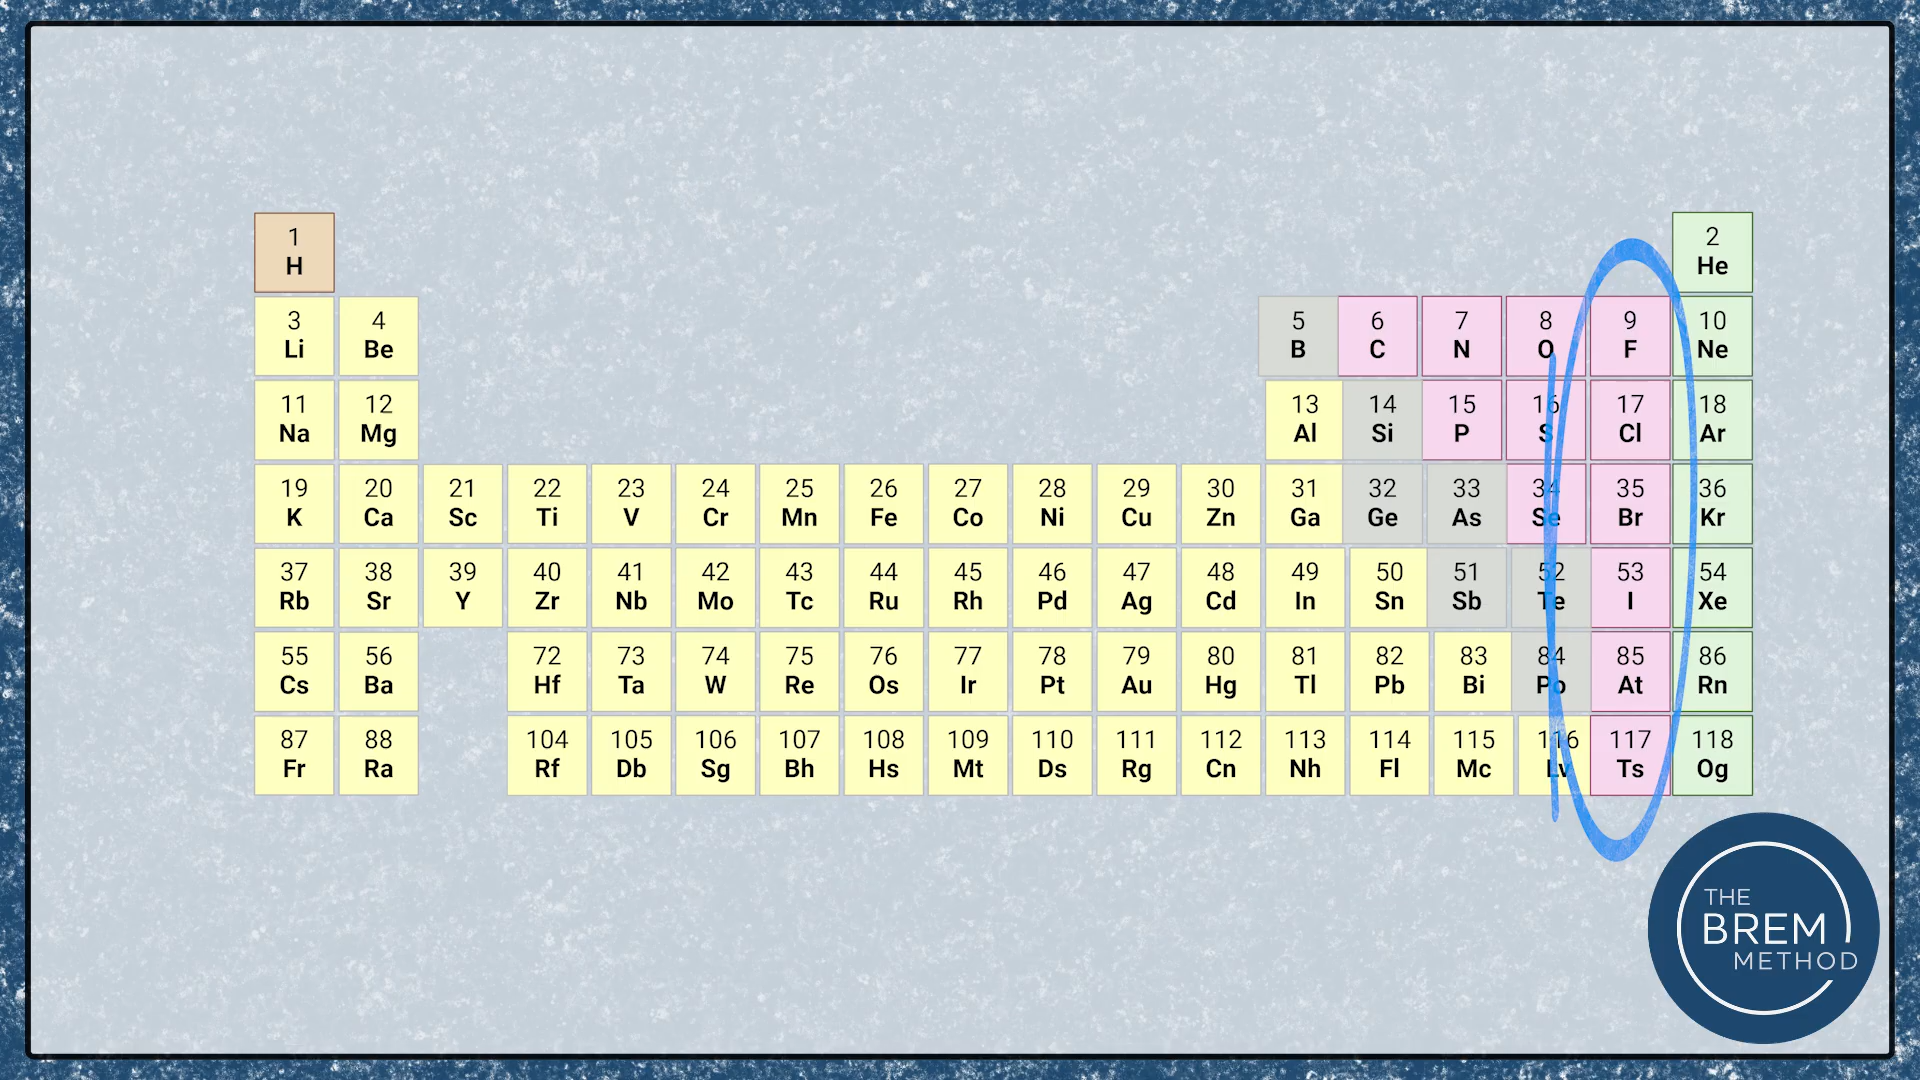 1 2
H He
3 4 5 6 7 8 9 10
Li Be B C N O F Ne
11 12 13 14 15 16 17 18
Na Mg Al Si P S Cl Ar
19 20 21 22 23 24 25 26 27 28 29 30 31 32 33 34 35 36
K Ca Sc Ti V Cr Mn Fe Co Ni Cu Zn Ga Ge As Se Br Kr
37 38 39 40 41 42 43 44 45 46 47 48 49 50 51 52 53 54
Rb Sr Y Zr Nb Mo Tc Ru Rh Pd Ag Cd In Sn Sb Te I Xe
55 56 72 73 74 75 76 77 78 79 80 81 82 83 84 85 86
Cs Ba Hf Ta W Re Os Ir Pt Au Hg Tl Pb Bi Po At Rn
87 88 104 105 106 107 108 109 110 111 112 113 114 115 116 117 118
Fr Ra Rf Db Sg Bh Hs Mt Ds Rg Cn Nh Fl Mc Lv Ts Og
THE
BREM
METHOD